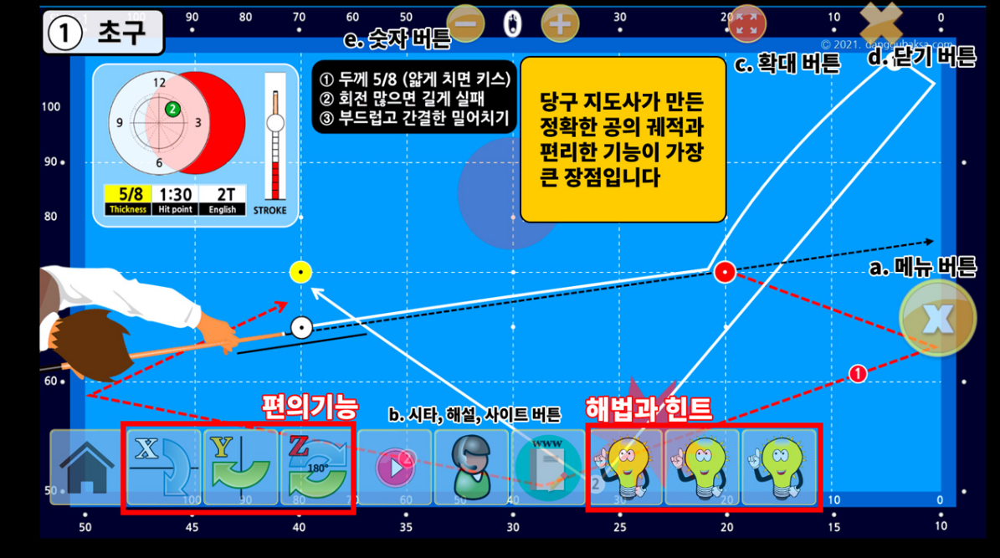 1 초구
100 90 80 70 60 50 0 30 20 10 0
© 2021. dangoubaksa.com
e. 숫자 버튼
c. 확대 버튼
d. 닫기 버튼
① 두께 5/8 (얇게 치면 키스)
② 회전 많으면 길게 실패
③ 부드럽고 간결한 밀어치기
당구 지도사가 만든
정확한 공의 궤적과
편리한 기능이 가장
큰 장점입니다
12
2
9 3
6
5/8 1:30 2T
Thickness Hit point English
STROKE
100
90
80
60
50
a. 메뉴 버튼
X
1
편의기능
b. 시타, 해설, 사이트 버튼
해법과 힌트
X Y Z
180°
2
WWW
2
100 90 80 60 50 40 30 20 10 0
50 45 40 35 30 25 20 15 10